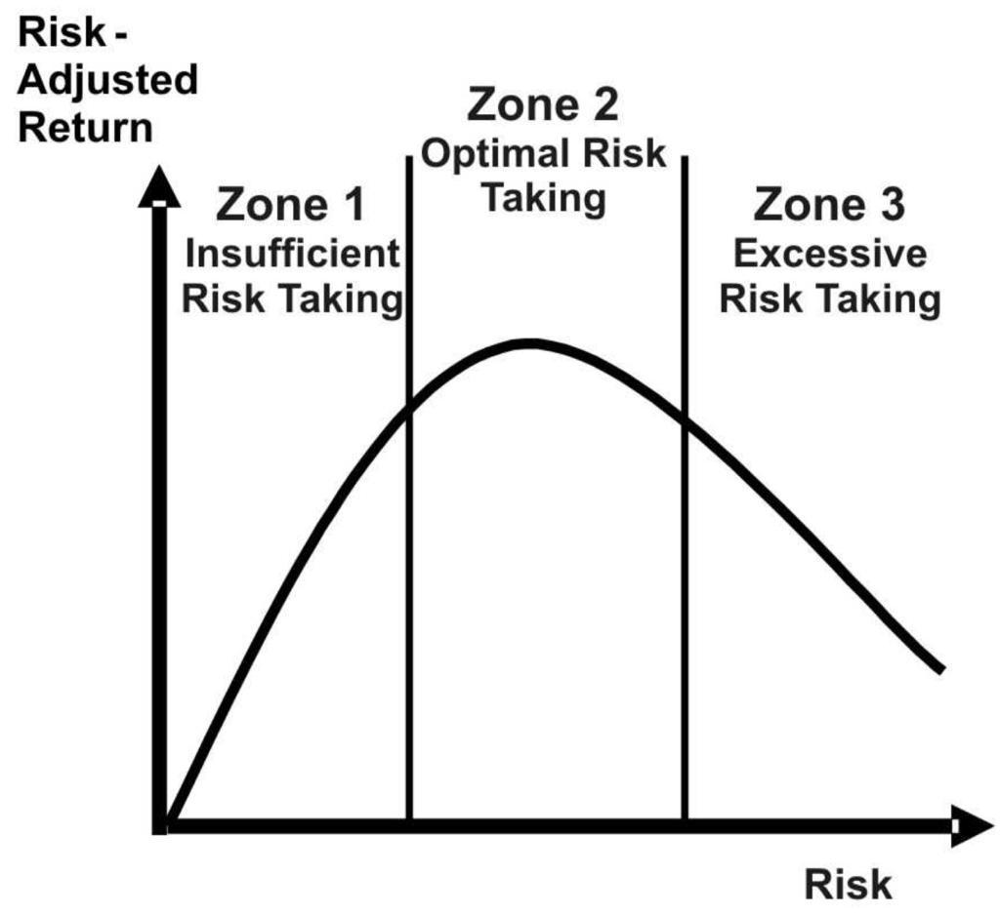 Risk -
Adjusted
Return
Zone 1
Insufficient
Risk Taking
Zone 2
Optimal Risk
Taking
Zone 3
Excessive
Risk Taking
Risk